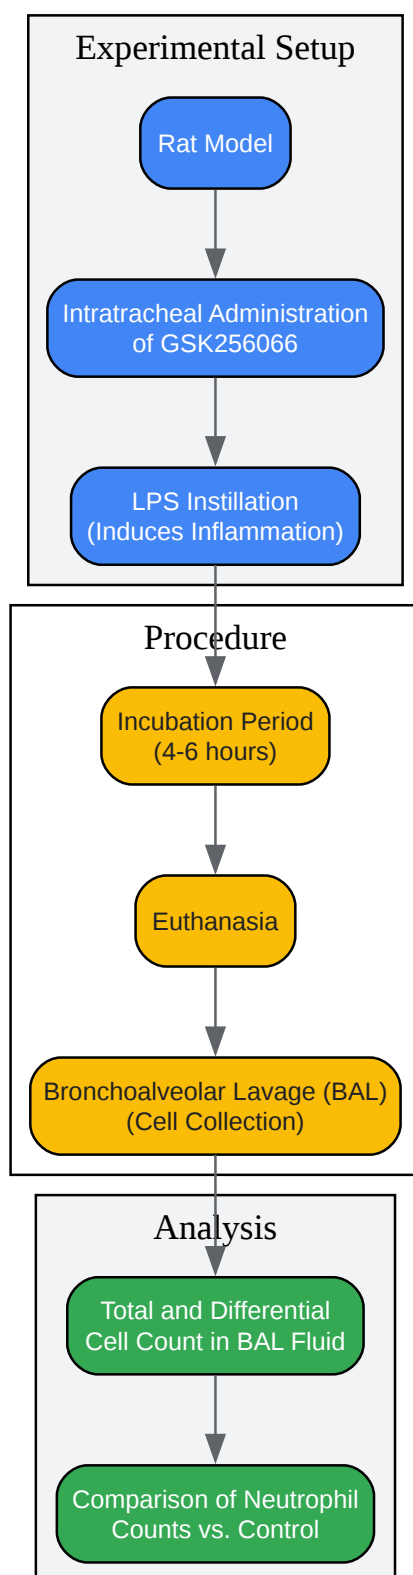 Experimental Setup
Rat Model
Intratracheal Administration
of GSK256066
LPS Instillation
(Induces Inflammation)
Procedure
Incubation Period
(4-6 hours)
Euthanasia
Bronchoalveolar Lavage (BAL)
(Cell Collection)
Analysis
Total and Differential
Cell Count in BAL Fluid
Comparison of Neutrophil
Counts vs. Control